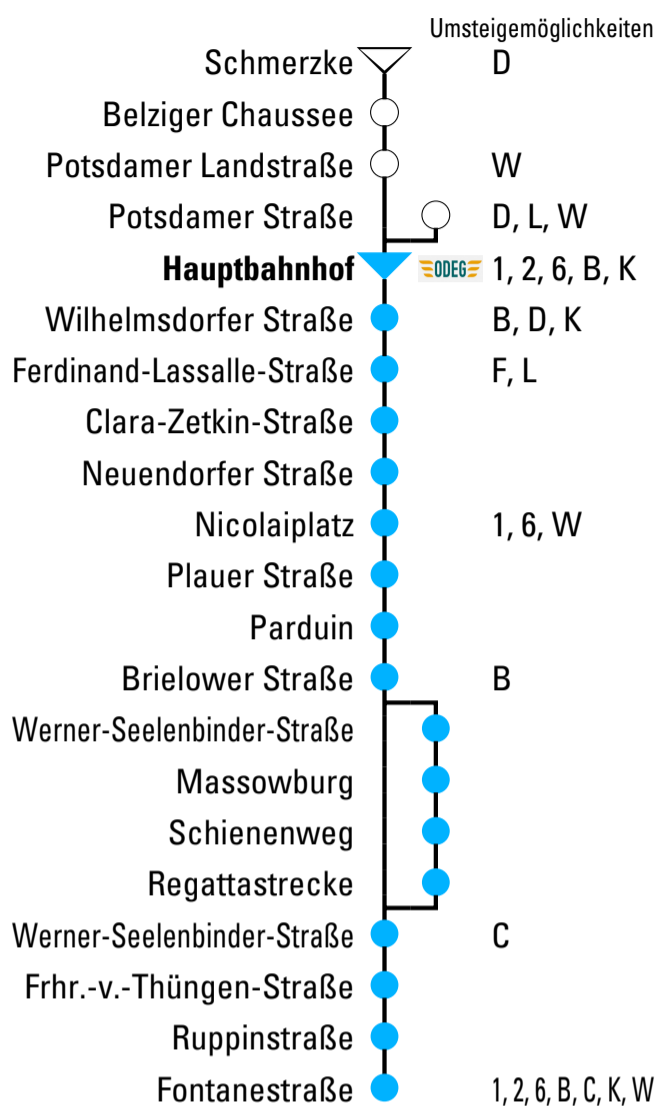 Umsteigemöglichkeiten
Schmerzke D
Belziger Chaussee
Potsdamer Landstraße W
Potsdamer Straße D, L, W
Hauptbahnhof ODEG 1, 2, 6, B, K
Wilhelmsdorfer Straße B, D, K
Ferdinand-Lassalle-Straße F, L
Clara-Zetkin-Straße
Neuendorfer Straße
Nicolaiplatz 1, 6, W
Plauer Straße
Parduin
Brielower Straße B
Werner-Seelenbinder-Straße
Massowburg
Schienenweg
Regattastrecke
Werner-Seelenbinder-Straße C
Frhr.-v.-Thüngen-Straße
Ruppinstraße
Fontanestraße 1, 2, 6, B, C, K, W